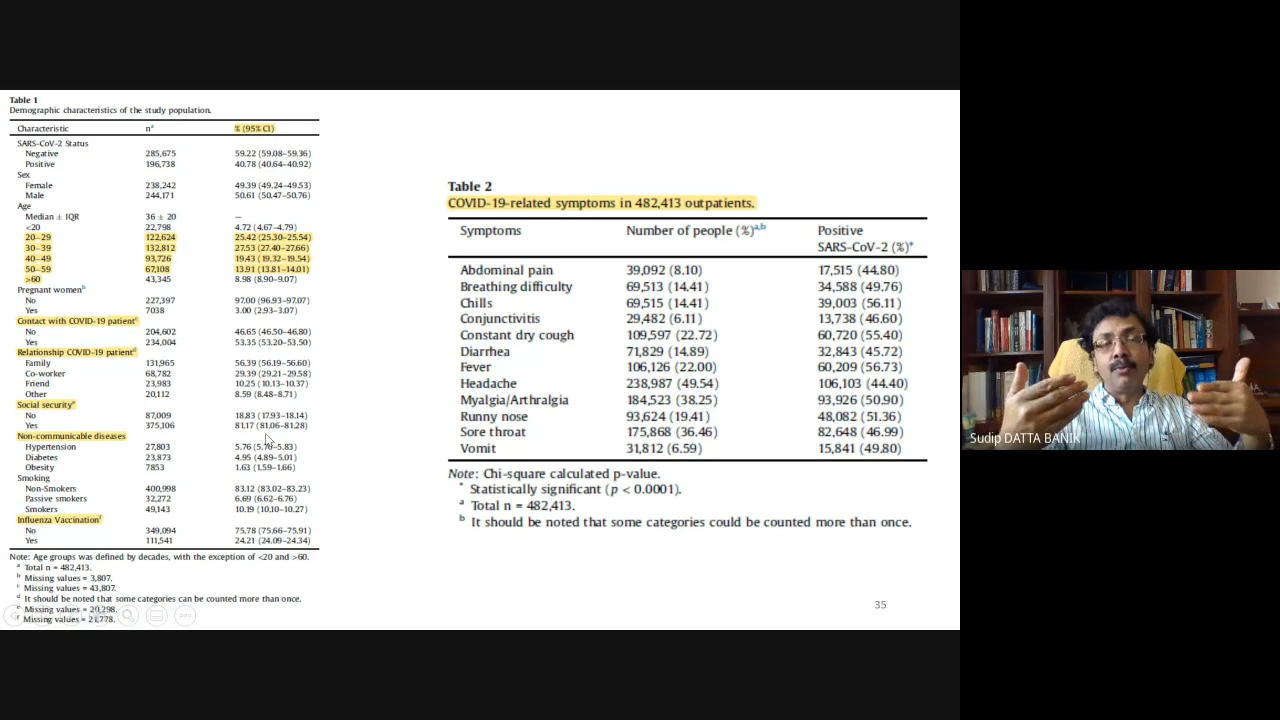 Table 1
Demographic characteristics of the study population.
Characteristic nᵃ % (95% CI)
SARS-CoV-2 Status
Negative 285,675 59.22 (59.08–59.36)
Positive 196,738 40.78 (40.64–40.92)
Sex
Female 238,242 49.39 (49.24–49.53)
Male 244,171 50.61 (50.47–50.76)
Age
Median ± IQR 36 ± 20 —
<20 22,798 4.72 (4.67–4.79)
20–29 122,624 25.42 (25.30–25.54)
30–39 132,812 27.53 (27.40–27.66)
40–49 93,726 19.43 (19.32–19.54)
50–59 67,108 13.91 (13.81–14.01)
>60 43,345 8.98 (8.90–9.07)
Pregnant womenᵇ
No 227,397 97.00 (96.93–97.07)
Yes 7038 3.00 (2.93–3.07)
Contact with COVID-19 patientᶜ
No 204,602 46.65 (46.50–46.80)
Yes 234,004 53.35 (53.20–53.50)
Relationship COVID-19 patientᵈ
Family 131,965 56.39 (56.19–56.60)
Co-worker 68,782 29.39 (29.21–29.58)
Friend 23,983 10.25 (10.13–10.37)
Other 20,112 8.59 (8.48–8.71)
Social securityᵉ
No 87,009 18.83 (17.93–18.14)
Yes 375,106 81.17 (81.06–81.28)
Non-communicable diseases
Hypertension 27,803 5.76 (5.70–5.83)
Diabetes 23,873 4.95 (4.89–5.01)
Obesity 7853 1.63 (1.59–1.66)
Smoking
Non-Smokers 400,998 83.12 (83.02–83.23)
Passive smokers 32,272 6.69 (6.62–6.76)
Smokers 49,143 10.19 (10.10–10.27)
Influenza Vaccinationᶠ
No 349,094 75.78 (75.66–75.91)
Yes 111,541 24.21 (24.09–24.34)
Note: Age groups was defined by decades, with the exception of <20 and >60.
ᵃ Total n = 482,413.
ᵇ Missing values = 3,807.
ᶜ Missing values = 43,807.
ᵈ It should be noted that some categories can be counted more than once.
ᵉ Missing values = 20,298.
ᶠ Missing values = 21,778.
Table 2
COVID-19-related symptoms in 482,413 outpatients.
Symptoms Number of people (%)ᵃ,ᵇ Positive
SARS-CoV-2 (%)*
Abdominal pain 39,092 (8.10) 17,515 (44.80)
Breathing difficulty 69,513 (14.41) 34,588 (49.76)
Chills 69,515 (14.41) 39,003 (56.11)
Conjunctivitis 29,482 (6.11) 13,738 (46.60)
Constant dry cough 109,597 (22.72) 60,720 (55.40)
Diarrhea 71,829 (14.89) 32,843 (45.72)
Fever 106,126 (22.00) 60,209 (56.73)
Headache 238,987 (49.54) 106,103 (44.40)
Myalgia/Arthralgia 184,523 (38.25) 93,926 (50.90)
Runny nose 93,624 (19.41) 48,082 (51.36)
Sore throat 175,868 (36.46) 82,648 (46.99)
Vomit 31,812 (6.59) 15,841 (49.80)
Note: Chi-square calculated p-value.
* Statistically significant (p < 0.0001).
ᵃ Total n = 482,413.
ᵇ It should be noted that some categories could be counted more than once.
35
Sudip DATTA BANIK